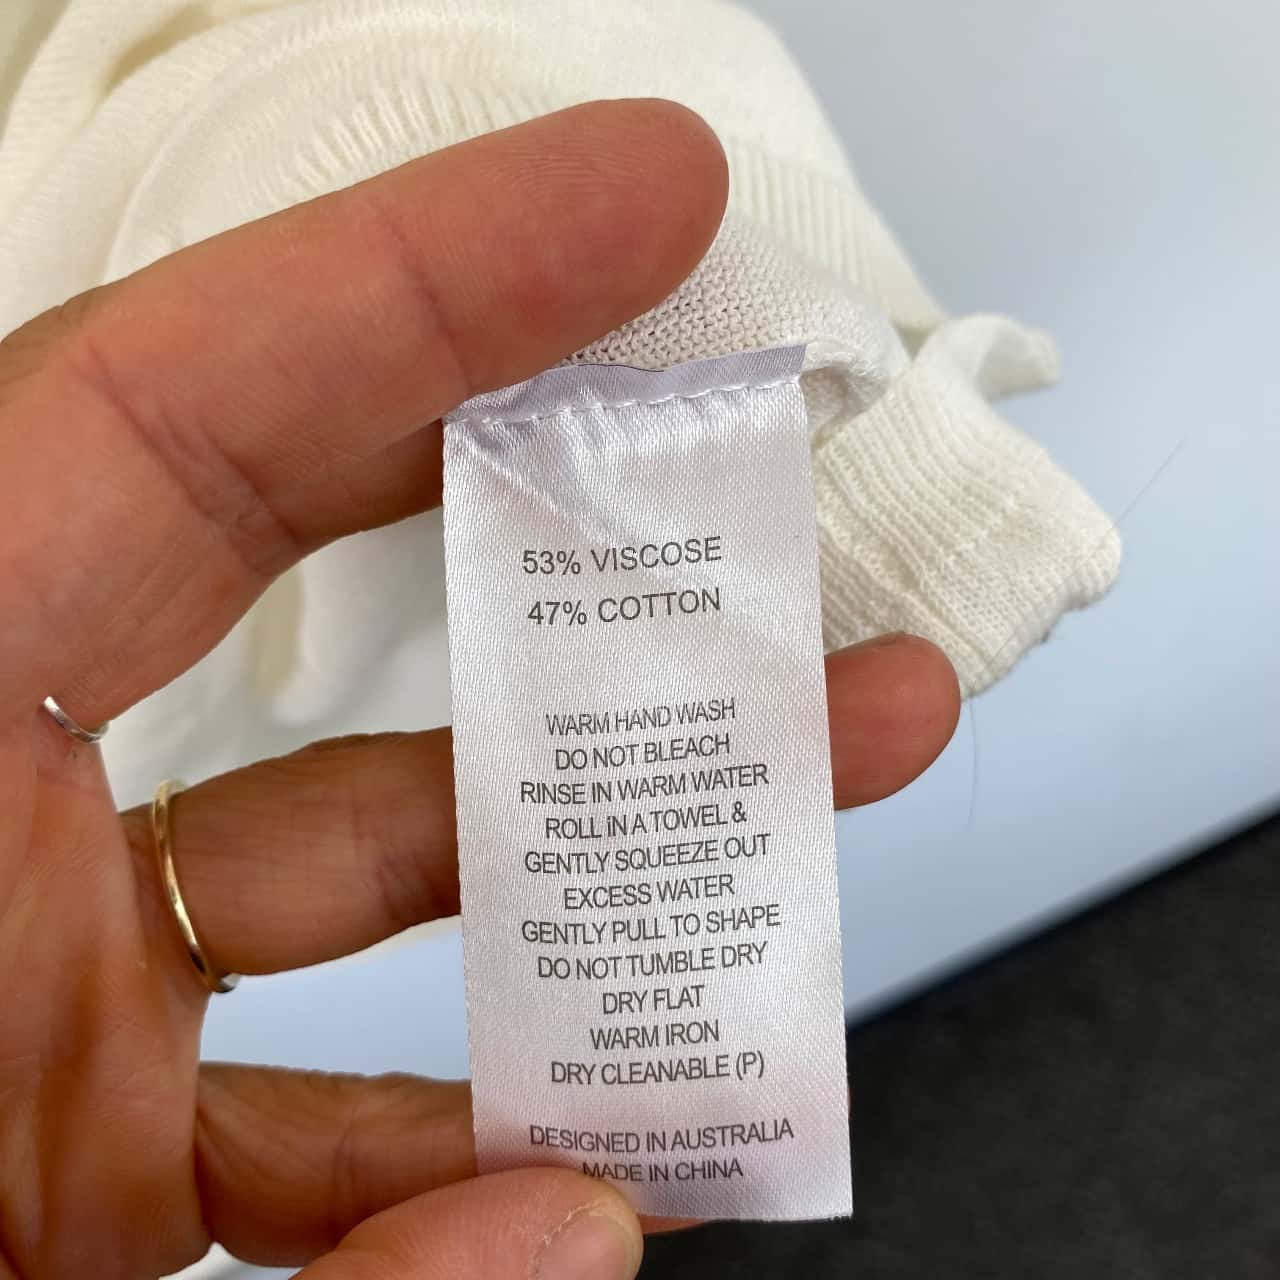 53% VISCOSE
47% COTTON
WARM HAND WASH
DO NOT BLEACH
RINSE IN WARM WATER
ROLL IN A TOWEL &
GENTLY SQUEEZE OUT
EXCESS WATER
GENTLY PULL TO SHAPE
DO NOT TUMBLE DRY
DRY FLAT
WARM IRON
DRY CLEANABLE (P)
DESIGNED IN AUSTRALIA
MADE IN CHINA